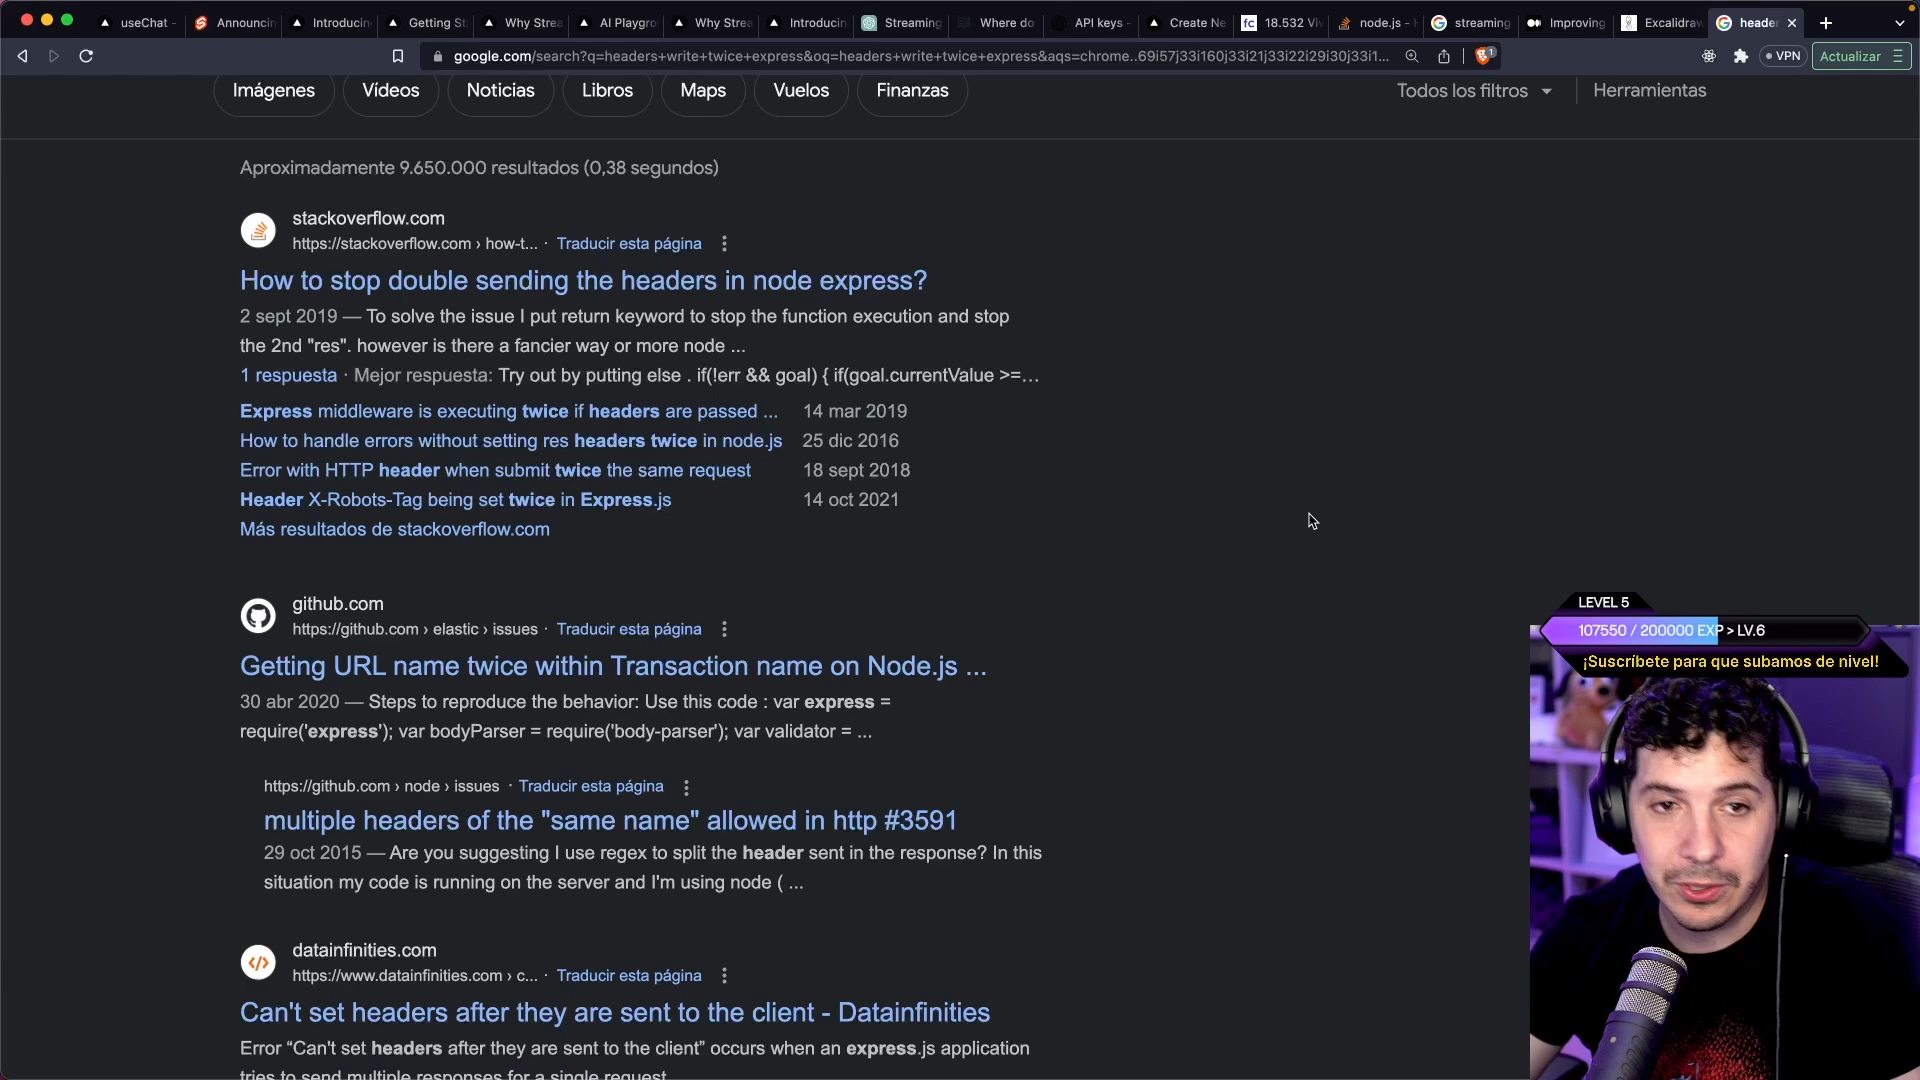 useChat -
Announcin
Introducin
Getting St
Why Strea
AI Playgro
Why Strea
Introducin
Streaming
Where do
API keys -
Create Ne
18.532 Viv
node.js - H
streaming
Improving
Excalidraw
header
google.com/search?q=headers+write+twice+express&oq=headers+write+twice+express&aqs=chrome..69i57j33i160j33i21j33i22i29i30j33i1...
1
VPN
Actualizar
Imágenes
Vídeos
Noticias
Libros
Maps
Vuelos
Finanzas
Todos los filtros
Herramientas
Aproximadamente 9.650.000 resultados (0,38 segundos)
stackoverflow.com
https://stackoverflow.com › how-t... · Traducir esta página
How to stop double sending the headers in node express?
2 sept 2019 — To solve the issue I put return keyword to stop the function execution and stop
the 2nd "res". however is there a fancier way or more node ...
1 respuesta · Mejor respuesta: Try out by putting else . if(!err && goal) { if(goal.currentValue >=...
Express middleware is executing twice if headers are passed ... 14 mar 2019
How to handle errors without setting res headers twice in node.js 25 dic 2016
Error with HTTP header when submit twice the same request 18 sept 2018
Header X-Robots-Tag being set twice in Express.js 14 oct 2021
Más resultados de stackoverflow.com
github.com
https://github.com › elastic › issues · Traducir esta página
Getting URL name twice within Transaction name on Node.js ...
30 abr 2020 — Steps to reproduce the behavior: Use this code : var express =
require('express'); var bodyParser = require('body-parser'); var validator = ...
https://github.com › node › issues · Traducir esta página
multiple headers of the "same name" allowed in http #3591
29 oct 2015 — Are you suggesting I use regex to split the header sent in the response? In this
situation my code is running on the server and I'm using node ( ...
datainfinities.com
https://www.datainfinities.com › c... · Traducir esta página
Can't set headers after they are sent to the client - Datainfinities
Error “Can't set headers after they are sent to the client” occurs when an express.js application
tries to send multiple responses for a single request
LEVEL 5
107550 / 200000 EXP > LV.6
¡Suscríbete para que subamos de nivel!